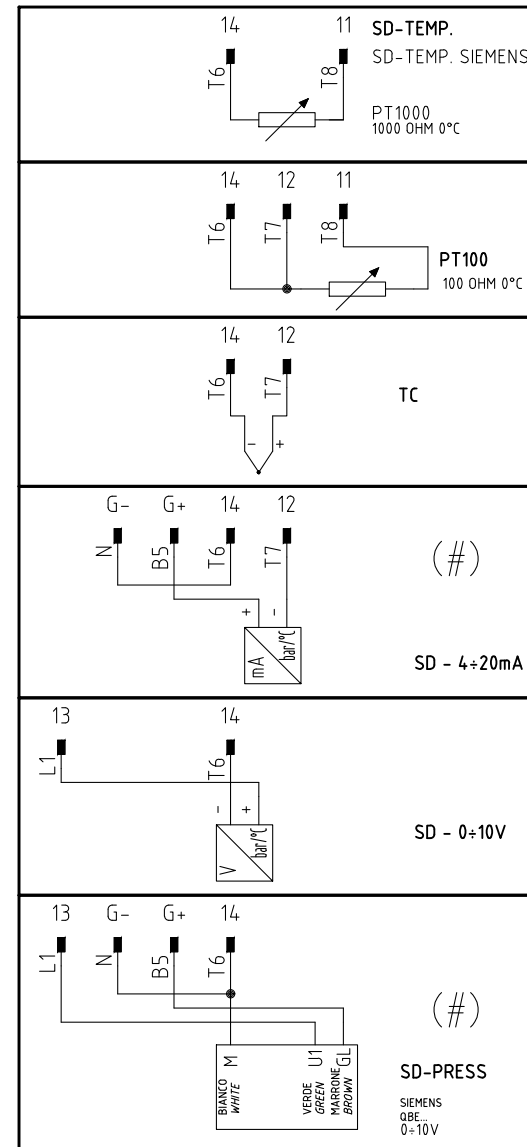 14 11 SD-TEMP.
SD-TEMP. SIEMENS
T6 T8
PT1000
1000 OHM 0°C
14 12 11
T6 T7 T8
PT100
100 OHM 0°C
14 12
T6 T7
TC
- +
G- G+ 14 12
N B5 T6 T7
(#)
+ -
mA bar/°C
SD - 4÷20mA
13 14
L1 T6
- +
V bar/°C
SD - 0÷10V
13 G- G+ 14
L1 N B5 T6
(#)
M U1 GL
BIANCO VERDE MARRONE
WHITE GREEN BROWN
SD-PRESS
SIEMENS
QBE...
0÷10V